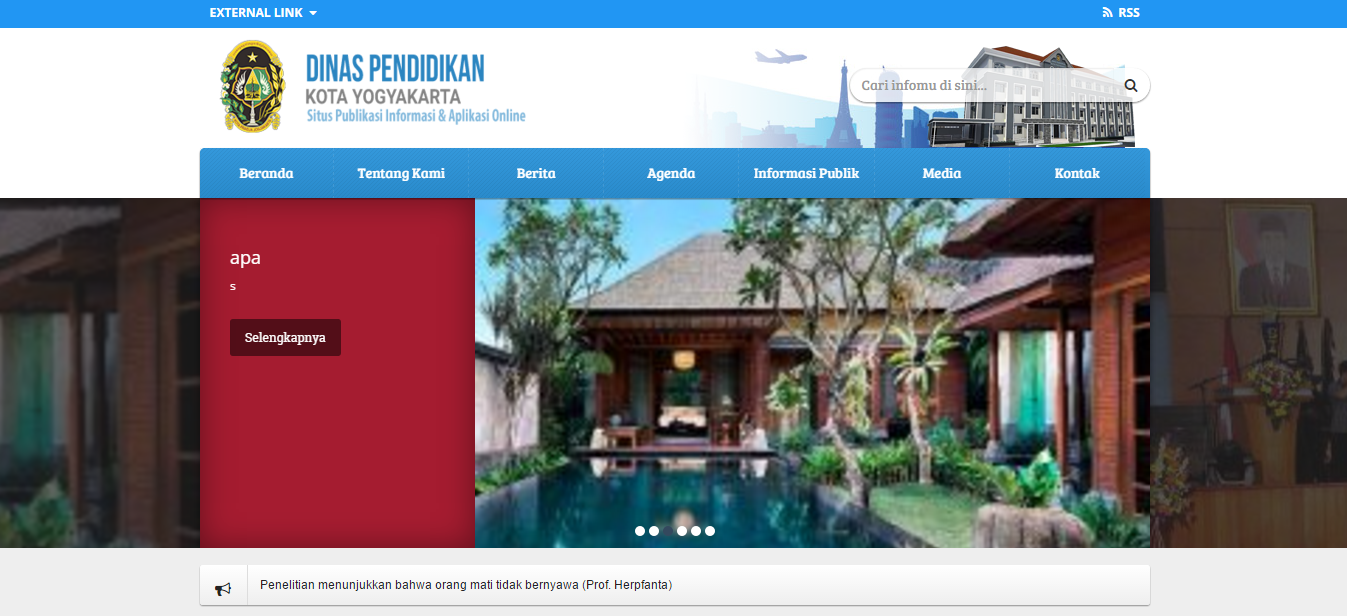 EXTERNAL LINK
RSS
DINAS PENDIDIKAN
KOTA YOGYAKARTA
Situs Publikasi Informasi & Aplikasi Online
Cari infomu di sini...
Beranda
Tentang Kami
Berita
Agenda
Informasi Publik
Media
Kontak
apa
s
Selengkapnya
Penelitian menunjukkan bahwa orang mati tidak bernyawa (Prof. Herpfanta)